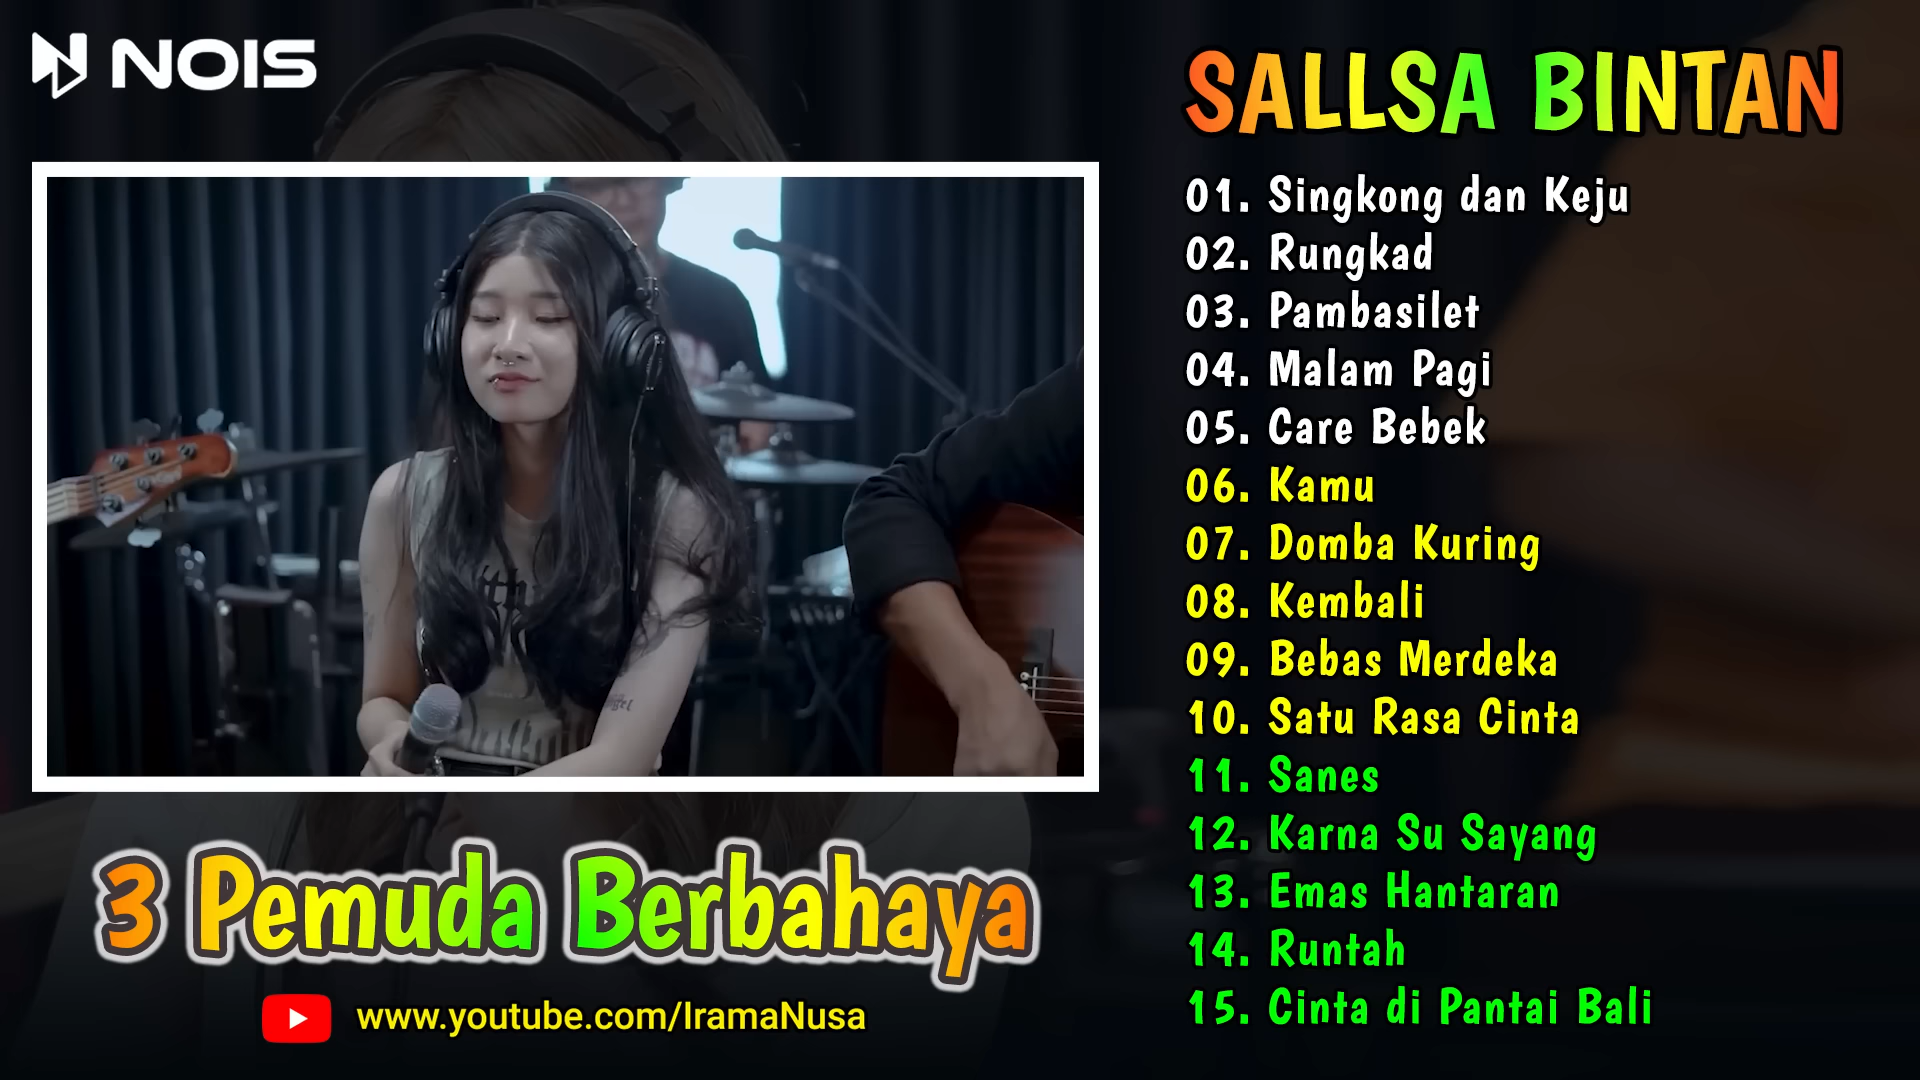 NOIS
SALLSA BINTAN
01. Singkong dan Keju
02. Rungkad
03. Pambasilet
04. Malam Pagi
05. Care Bebek
06. Kamu
07. Domba Kuring
08. Kembali
09. Bebas Merdeka
10. Satu Rasa Cinta
11. Sanes
12. Karna Su Sayang
13. Emas Hantaran
14. Runtah
15. Cinta di Pantai Bali
3 Pemuda Berbahaya
www.youtube.com/IramaNusa